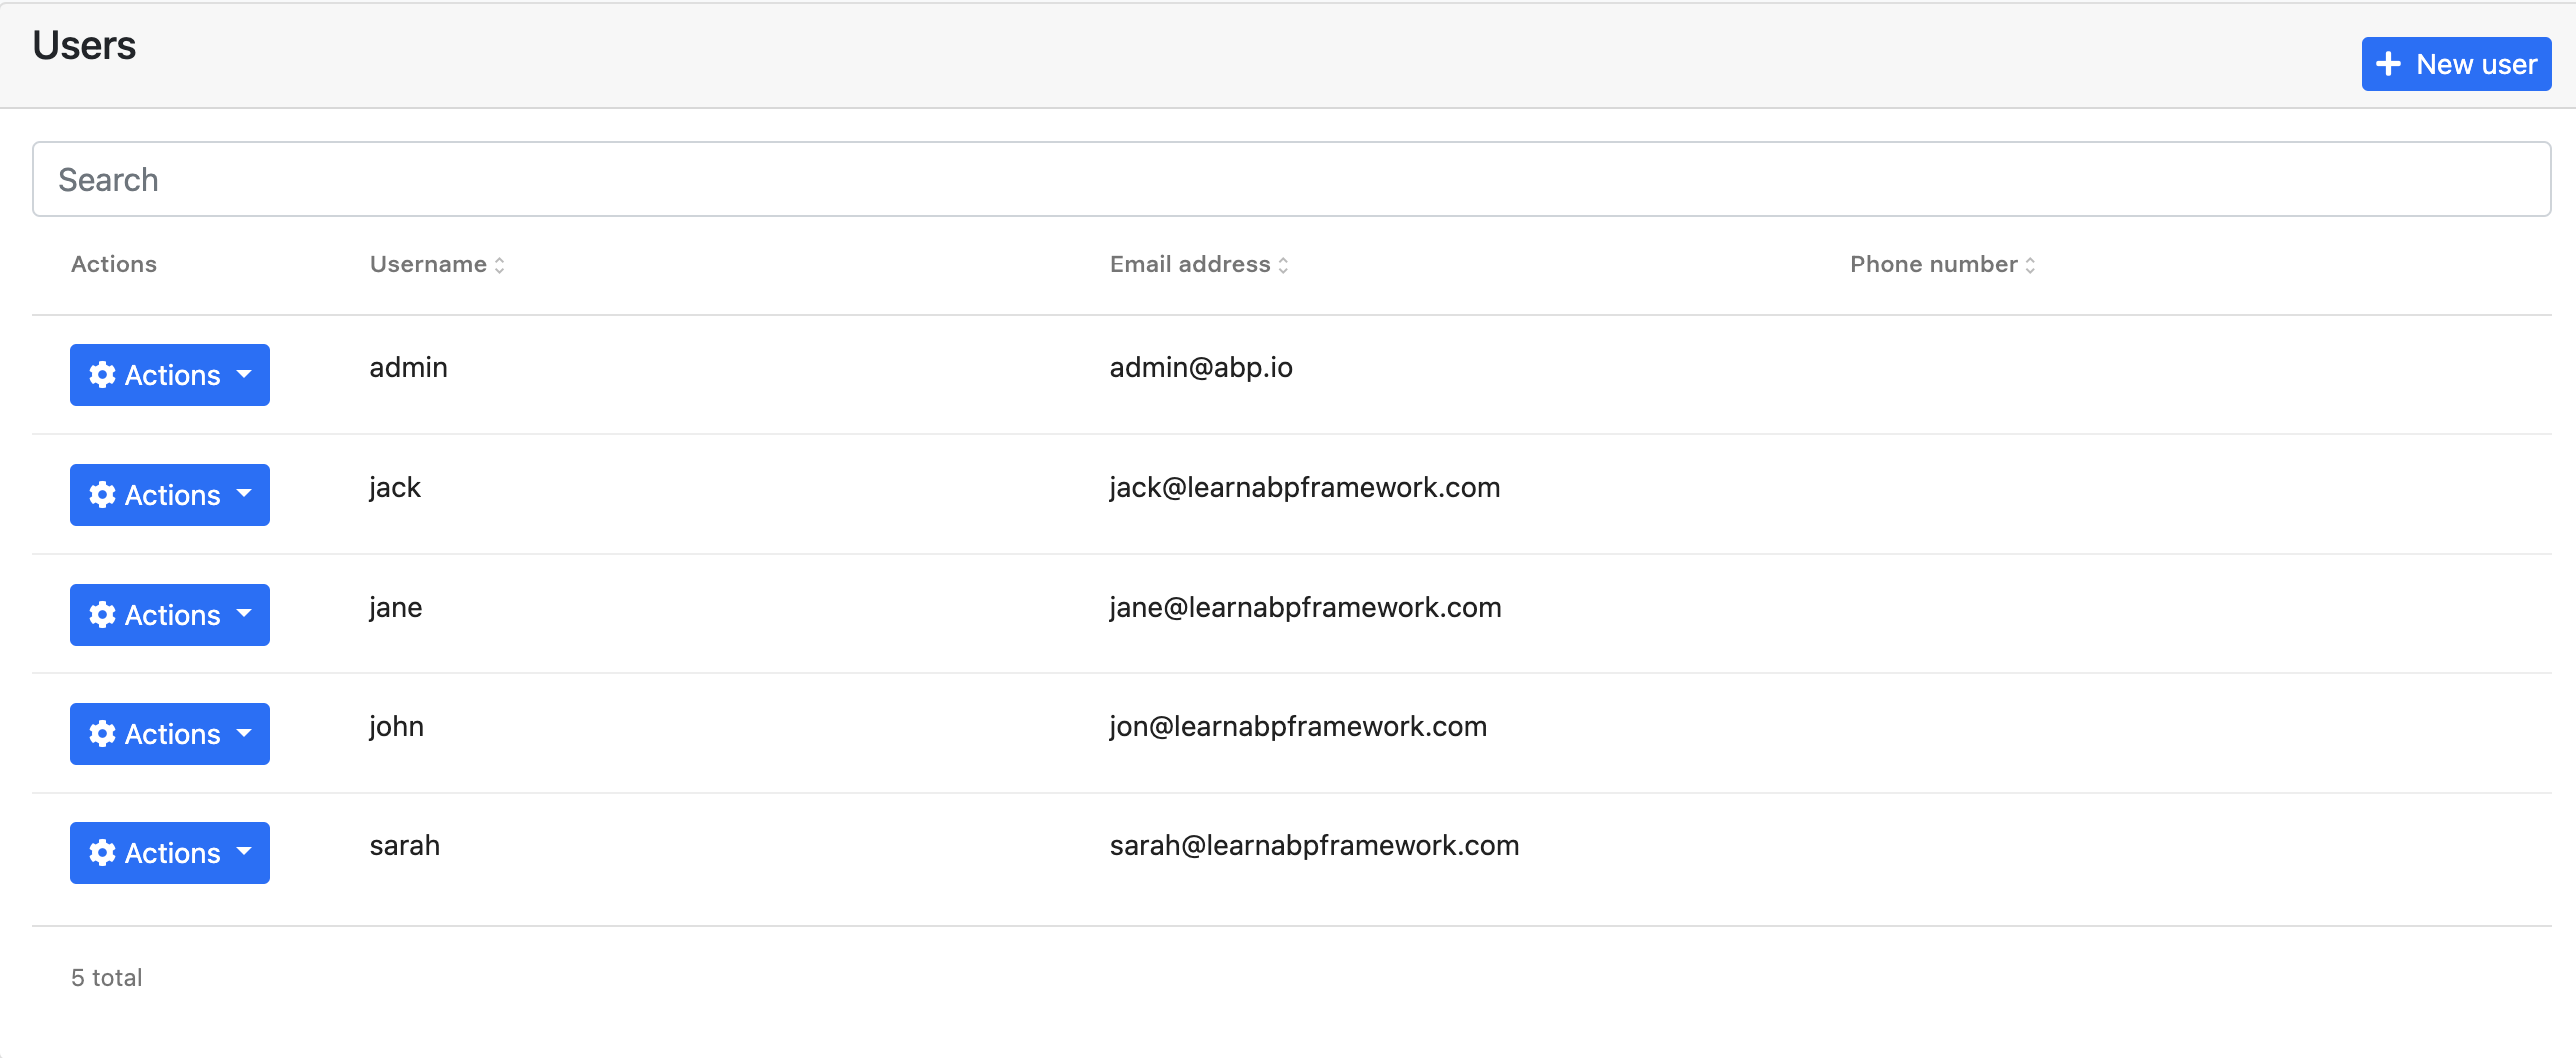 Users
New user
Search
Actions Username Email address Phone number
Actions admin admin@abp.io
Actions jack jack@learnabpframework.com
Actions jane jane@learnabpframework.com
Actions john jon@learnabpframework.com
Actions sarah sarah@learnabpframework.com
5 total